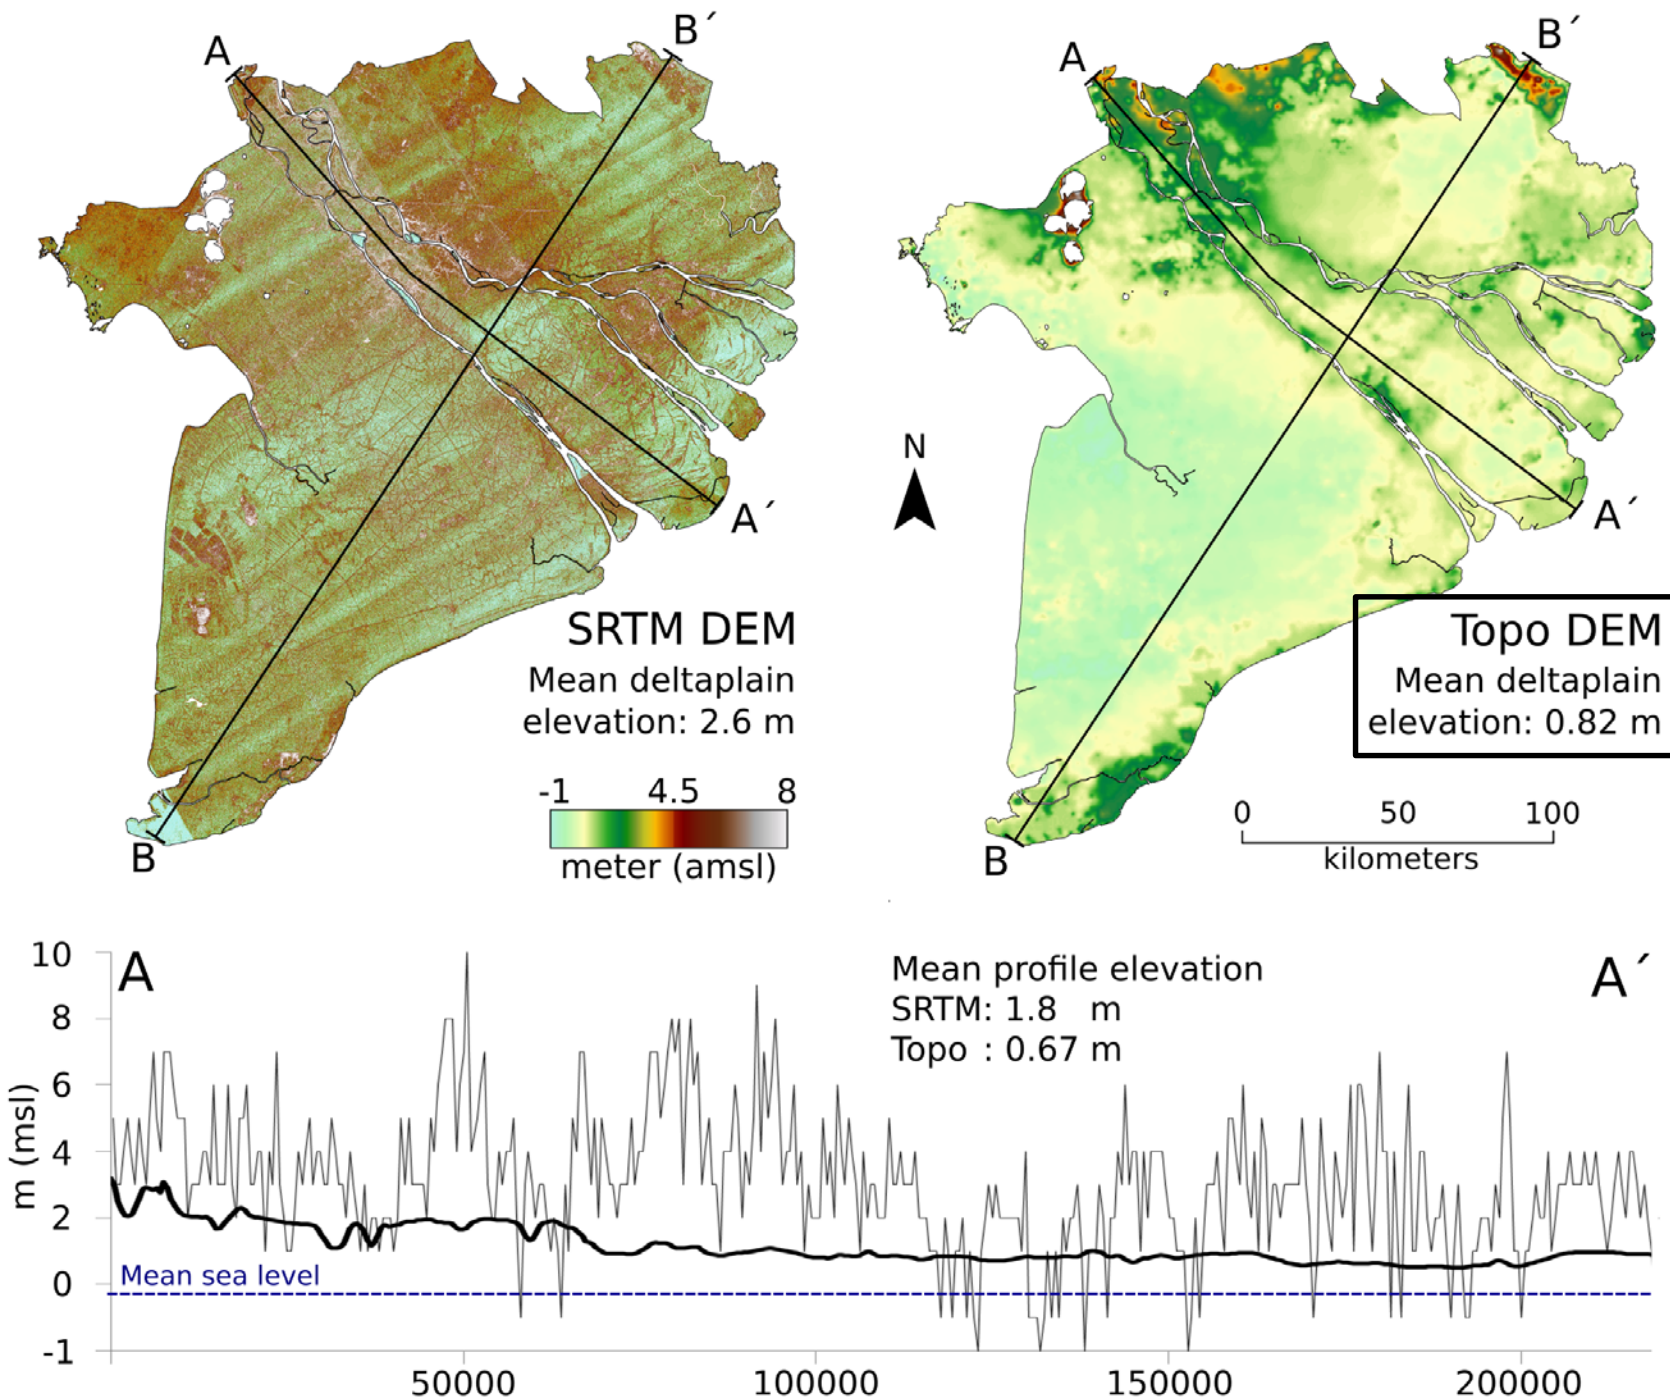 A
B´
A
B´
A´
A´
N
SRTM DEM
Mean deltaplain
elevation: 2.6 m
Topo DEM
Mean deltaplain
elevation: 0.82 m
-1 4.5 8
meter (amsl)
0 50 100
kilometers
B
B
A
A´
Mean profile elevation
SRTM: 1.8 m
Topo : 0.67 m
m (msl)
10
8
6
4
2
0
-1
Mean sea level
50000 100000 150000 200000